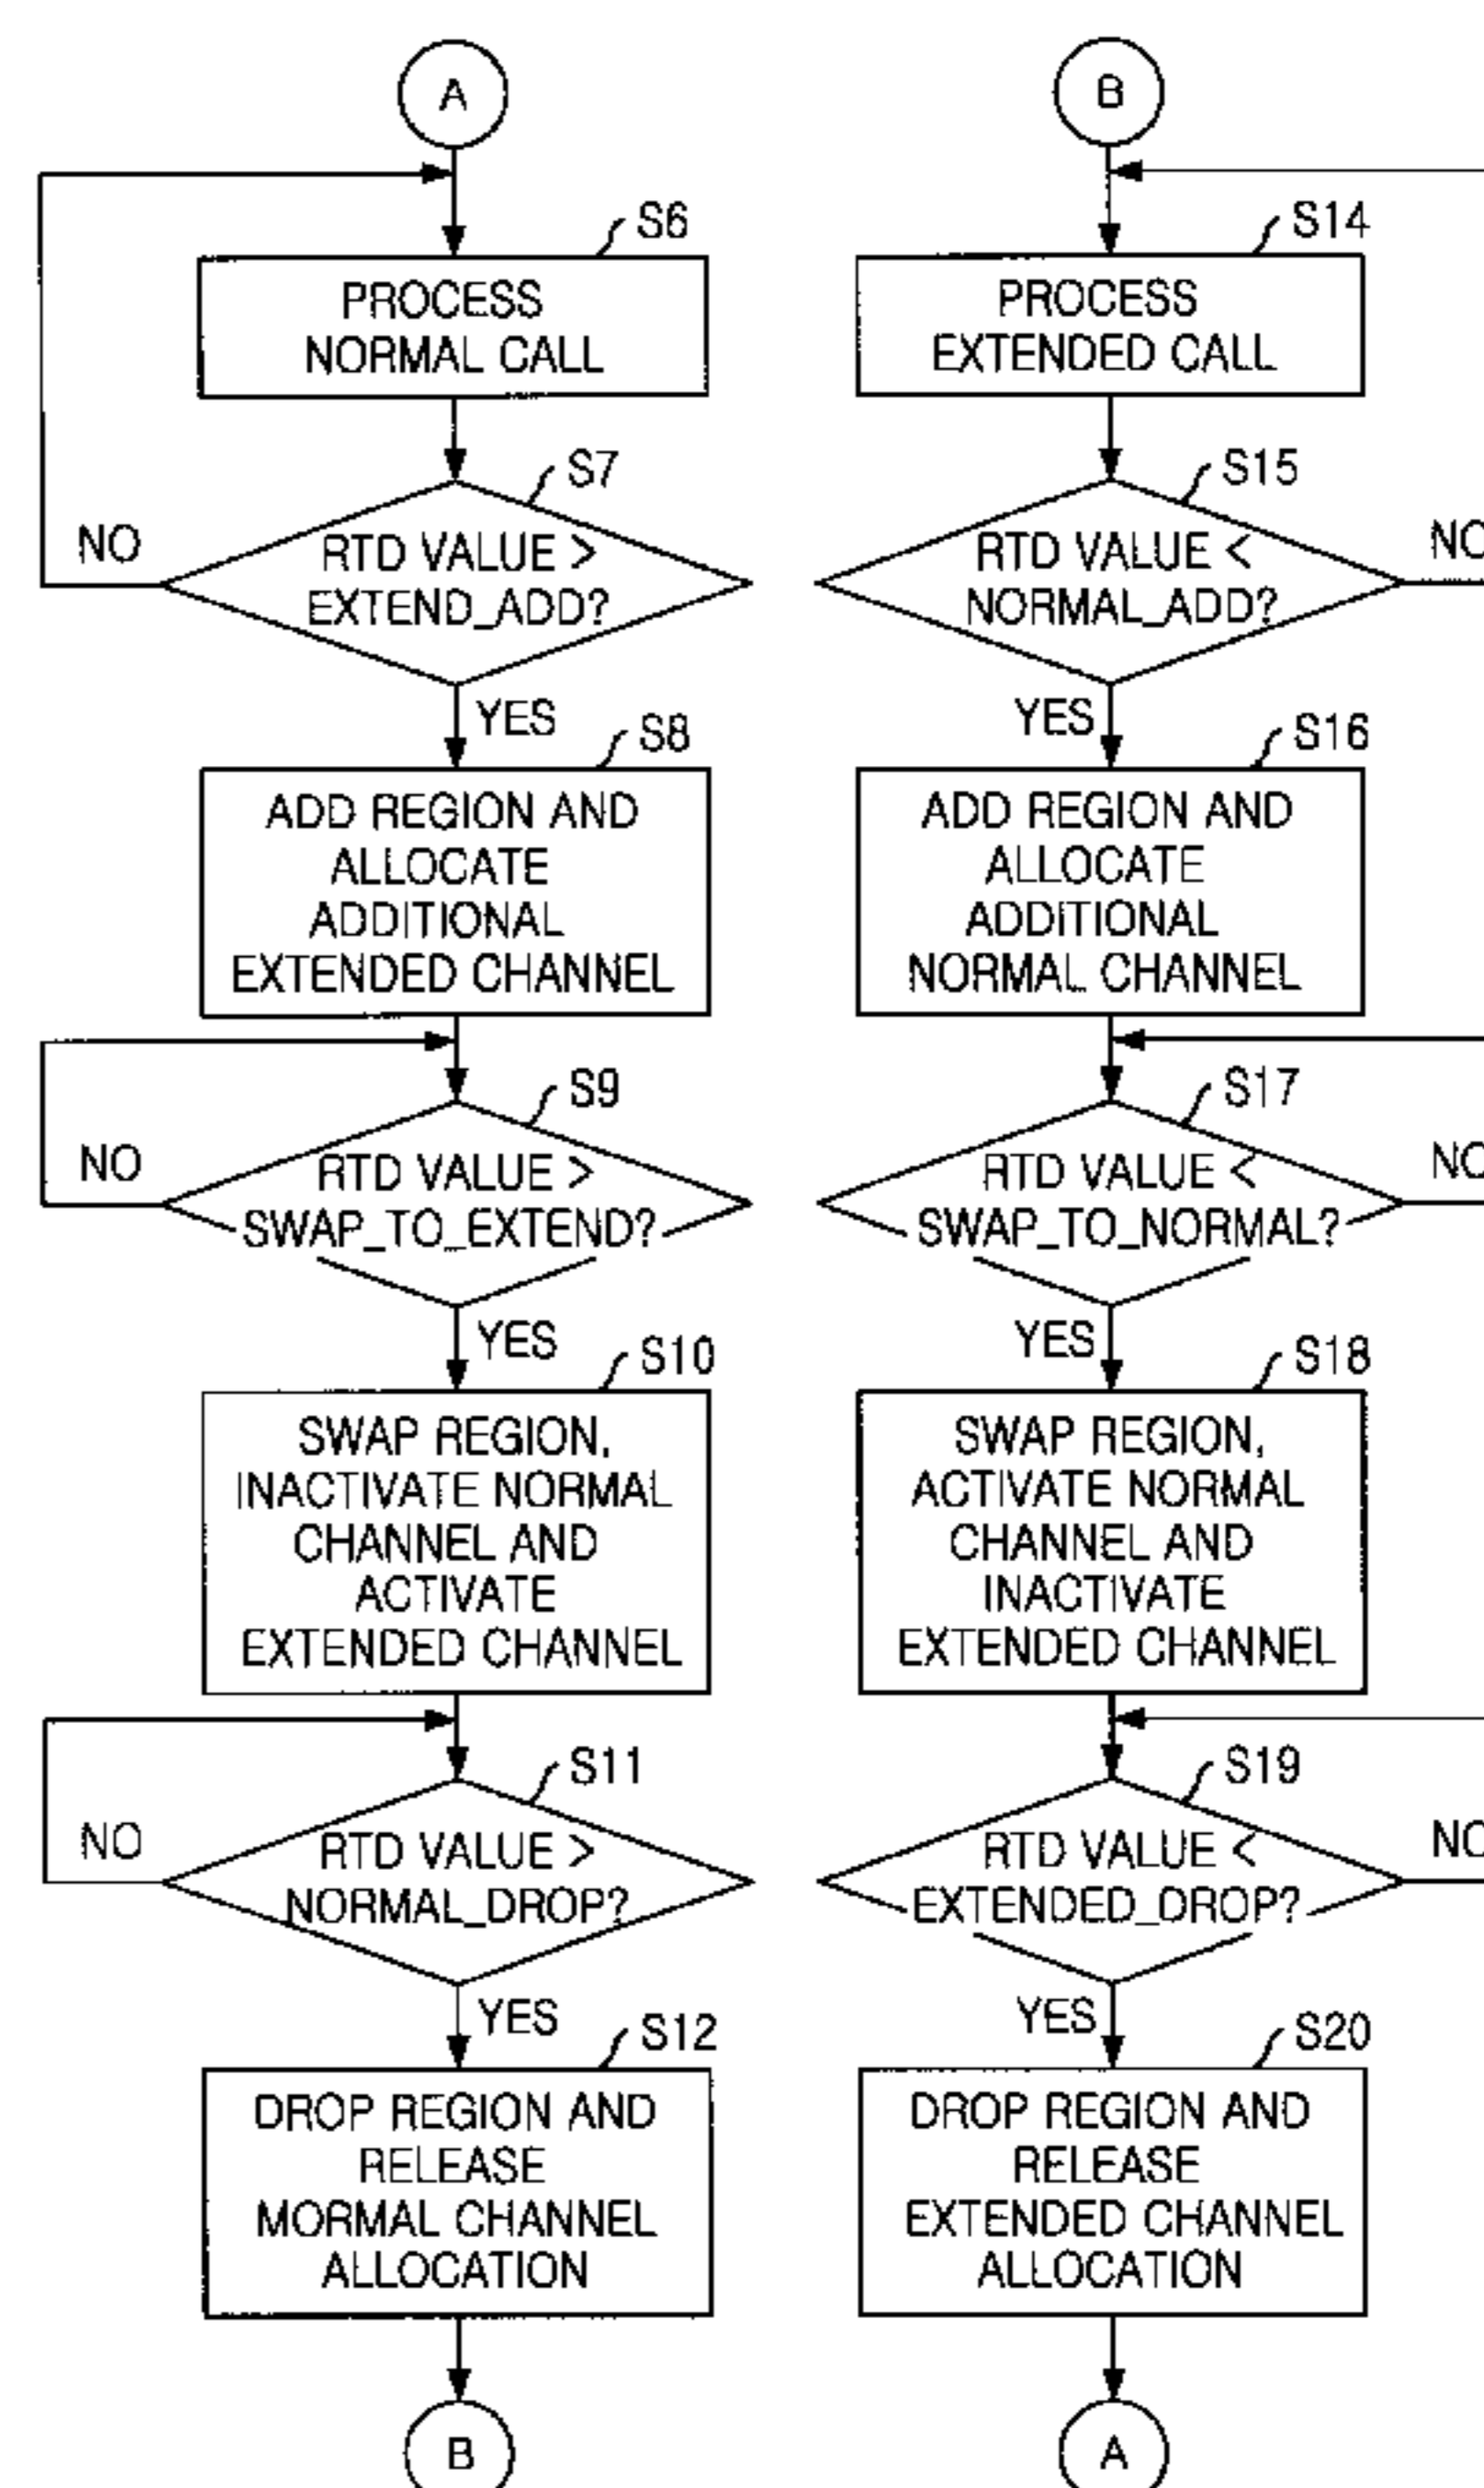 A
S6
PROCESS
NORMAL CALL
S7
NO
RTD VALUE >
EXTEND_ADD?
YES
S8
ADD REGION AND
ALLOCATE
ADDITIONAL
EXTENDED CHANNEL
S9
NO
RTD VALUE >
SWAP_TO_EXTEND?
YES
S10
SWAP REGION,
INACTIVATE NORMAL
CHANNEL AND
ACTIVATE
EXTENDED CHANNEL
S11
NO
RTD VALUE >
NORMAL_DROP?
YES
S12
DROP REGION AND
RELEASE
MORMAL CHANNEL
ALLOCATION
B
B
S14
PROCESS
EXTENDED CALL
S15
RTD VALUE <
NORMAL_ADD?
NO
YES
S16
ADD REGION AND
ALLOCATE
ADDITIONAL
NORMAL CHANNEL
S17
RTD VALUE <
SWAP_TO_NORMAL?
NO
YES
S18
SWAP REGION,
ACTIVATE NORMAL
CHANNEL AND
INACTIVATE
EXTENDED CHANNEL
S19
RTD VALUE <
EXTENDED_DROP?
NO
YES
S20
DROP REGION AND
RELEASE
EXTENDED CHANNEL
ALLOCATION
A